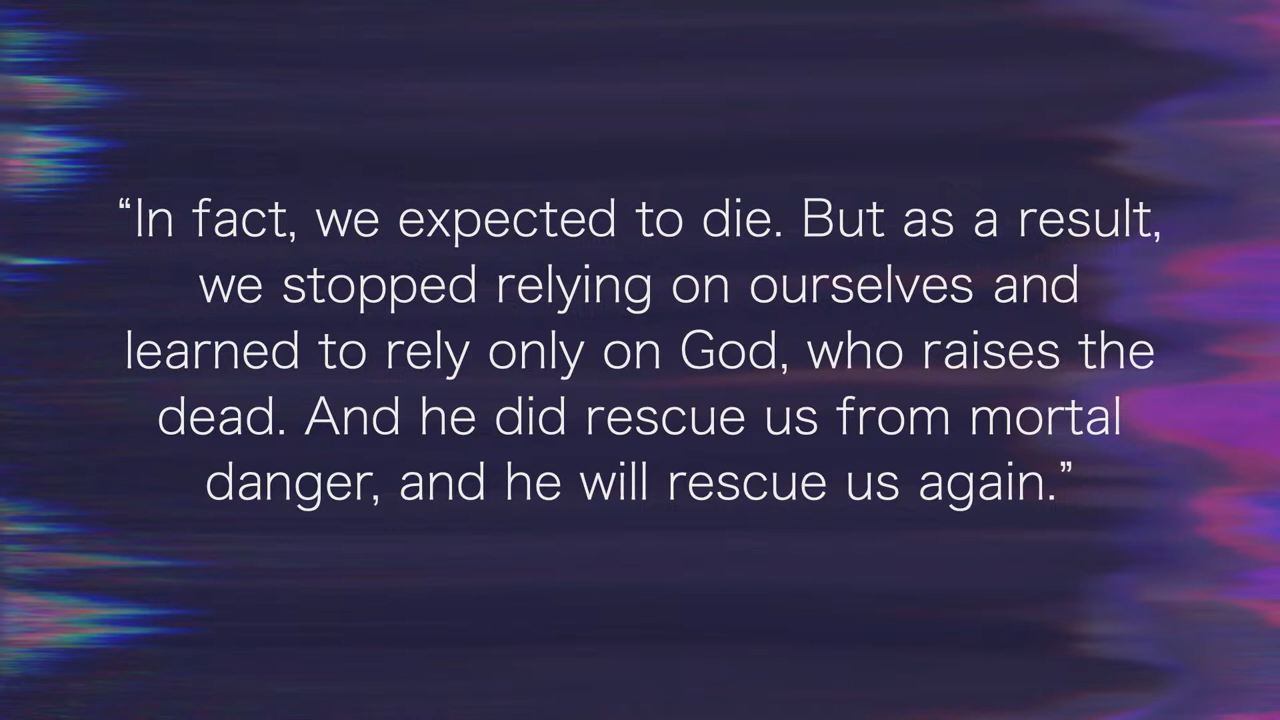 “In fact, we expected to die. But as a result,
we stopped relying on ourselves and
learned to rely only on God, who raises the
dead. And he did rescue us from mortal
danger, and he will rescue us again.”